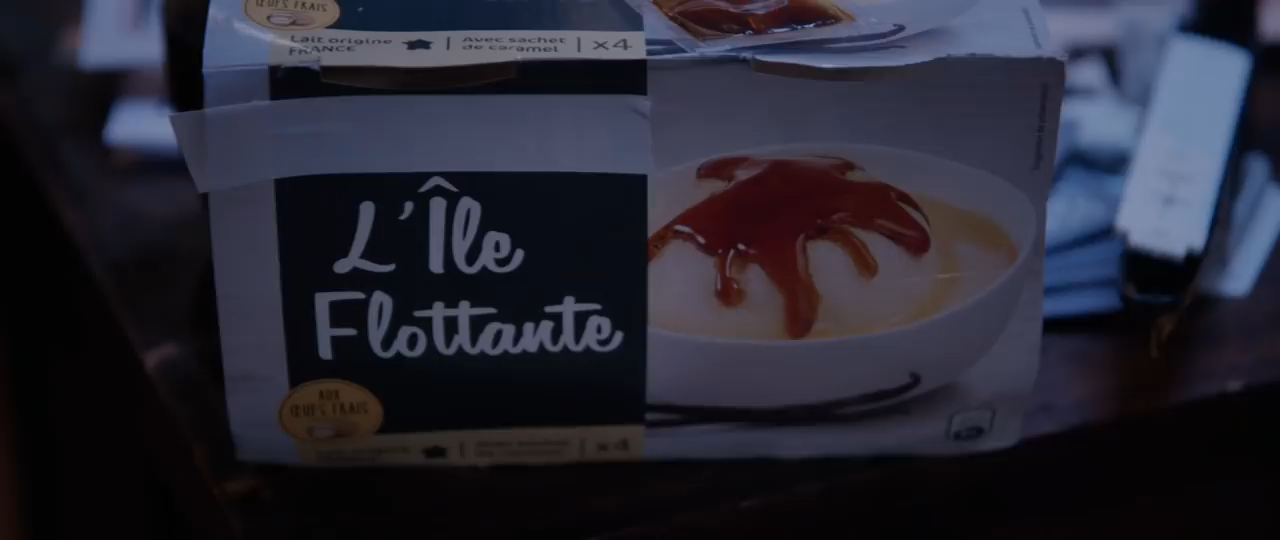 ŒUFS FRAIS
Lait origine FRANCE
Avec sachet de caramel
x4
L'Île
Flottante
AUX
ŒUFS FRAIS
x4